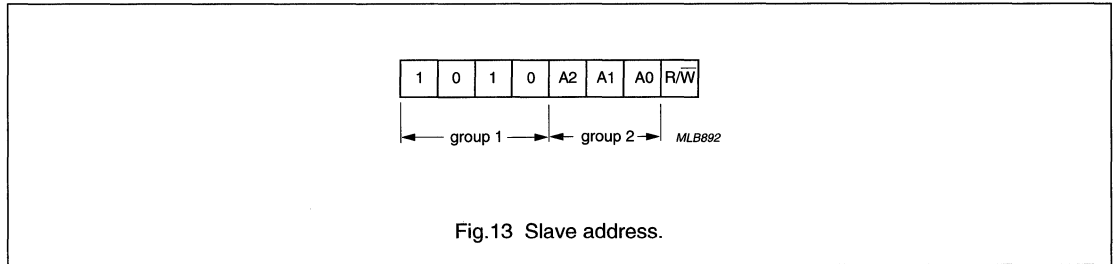 1 0 1 0 A2 A1 A0 R/W̅
group 1 group 2 MLB892
Fig.13 Slave address.